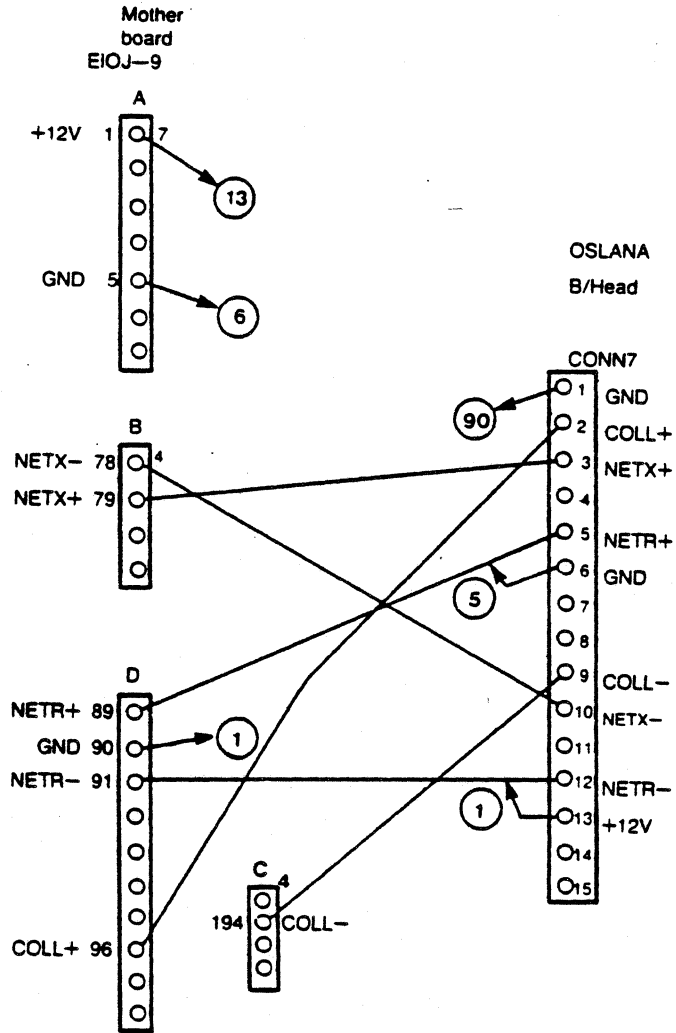 Mother
board
EIOJ-9
A
+12V 1 7
13
GND 5
6
OSLANA
B/Head
CONN7
1 GND
90
2 COLL+
3 NETX+
4
5 NETR+
6 GND
5
7
8
9 COLL-
10 NETX-
11
12 NETR-
1
13 +12V
14
15
B
NETX- 78 4
NETX+ 79
D
NETR+ 89
GND 90 1
NETR- 91
COLL+ 96
C
4
194 COLL-